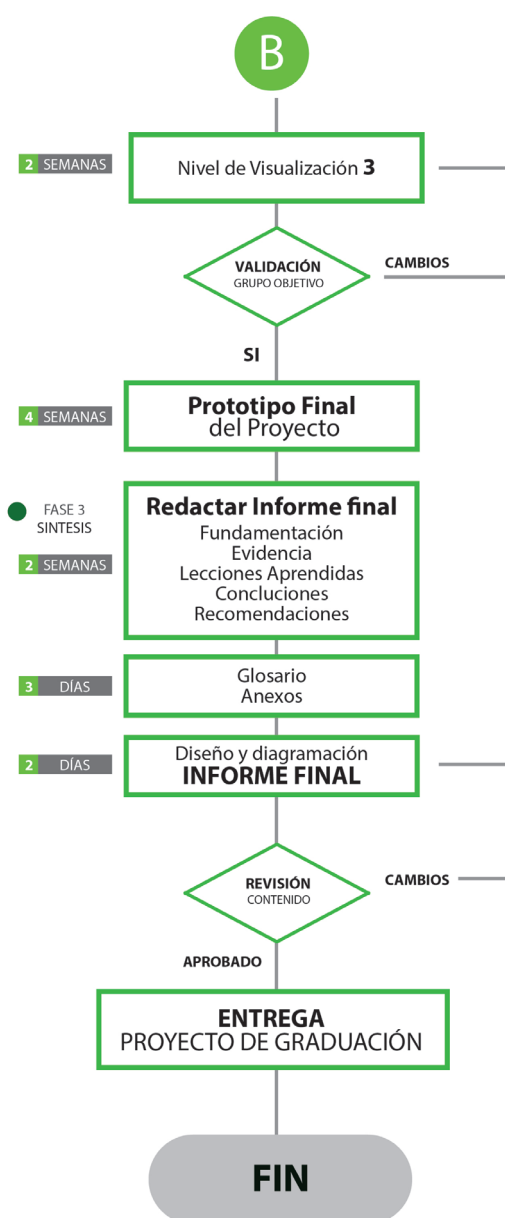 B
2 SEMANAS
Nivel de Visualización 3
VALIDACIÓN
GRUPO OBJETIVO
CAMBIOS
SI
4 SEMANAS
Prototipo Final
del Proyecto
FASE 3
SINTESIS
2 SEMANAS
Redactar Informe final
Fundamentación
Evidencia
Lecciones Aprendidas
Concluciones
Recomendaciones
3 DÍAS
Glosario
Anexos
2 DÍAS
Diseño y diagramación
INFORME FINAL
REVISIÓN
CONTENIDO
CAMBIOS
APROBADO
ENTREGA
PROYECTO DE GRADUACIÓN
FIN